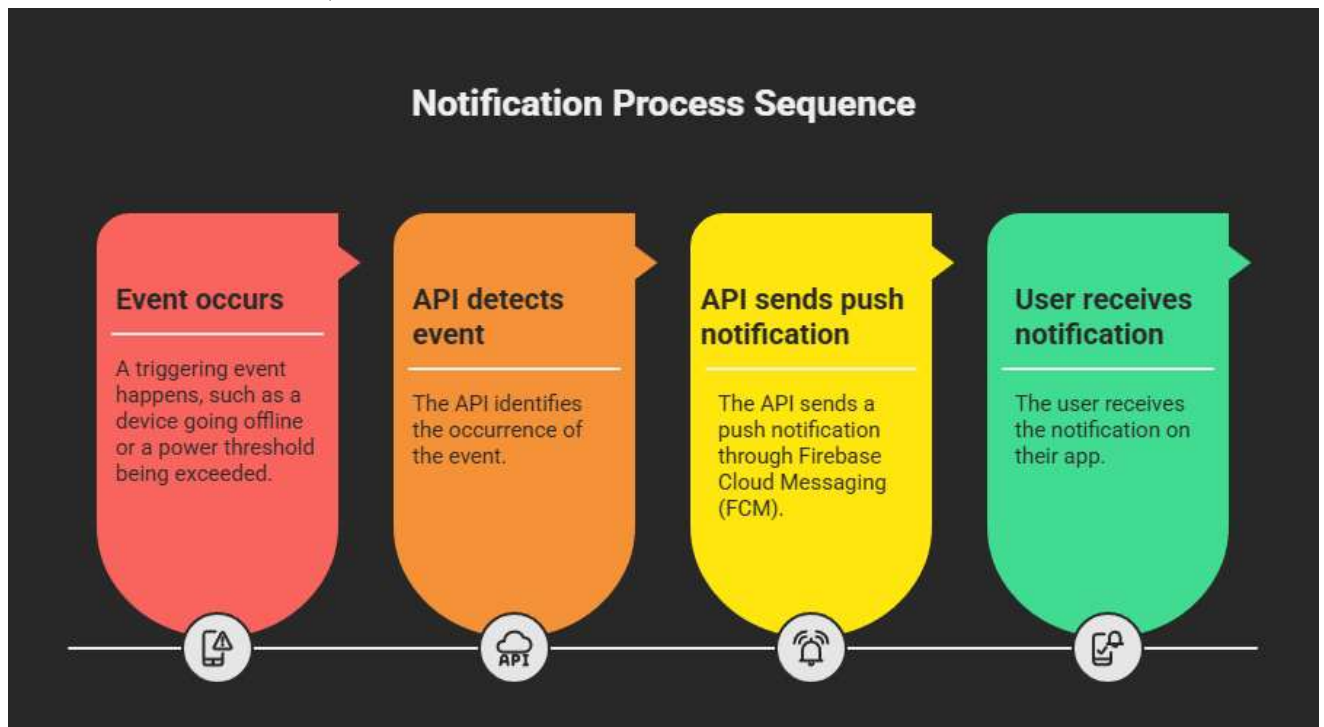 Notification Process Sequence
Event occurs
A triggering event
happens, such as a
device going offline
or a power threshold
being exceeded.
API detects
event
The API identifies
the occurrence of
the event.
API sends push
notification
The API sends a
push notification
through Firebase
Cloud Messaging
(FCM).
User receives
notification
The user receives
the notification on
their app.
API